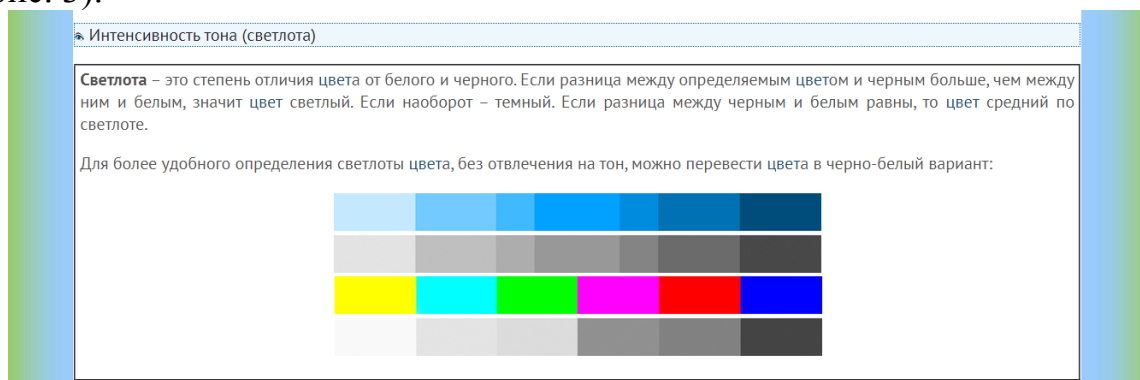 Интенсивность тона (светлота)
Светлота – это степень отличия цвета от белого и черного. Если разница между определяемым цветом и черным больше, чем между
ним и белым, значит цвет светлый. Если наоборот – темный. Если разница между черным и белым равны, то цвет средний по
светлоте.
Для более удобного определения светлоты цвета, без отвлечения на тон, можно перевести цвета в черно-белый вариант: